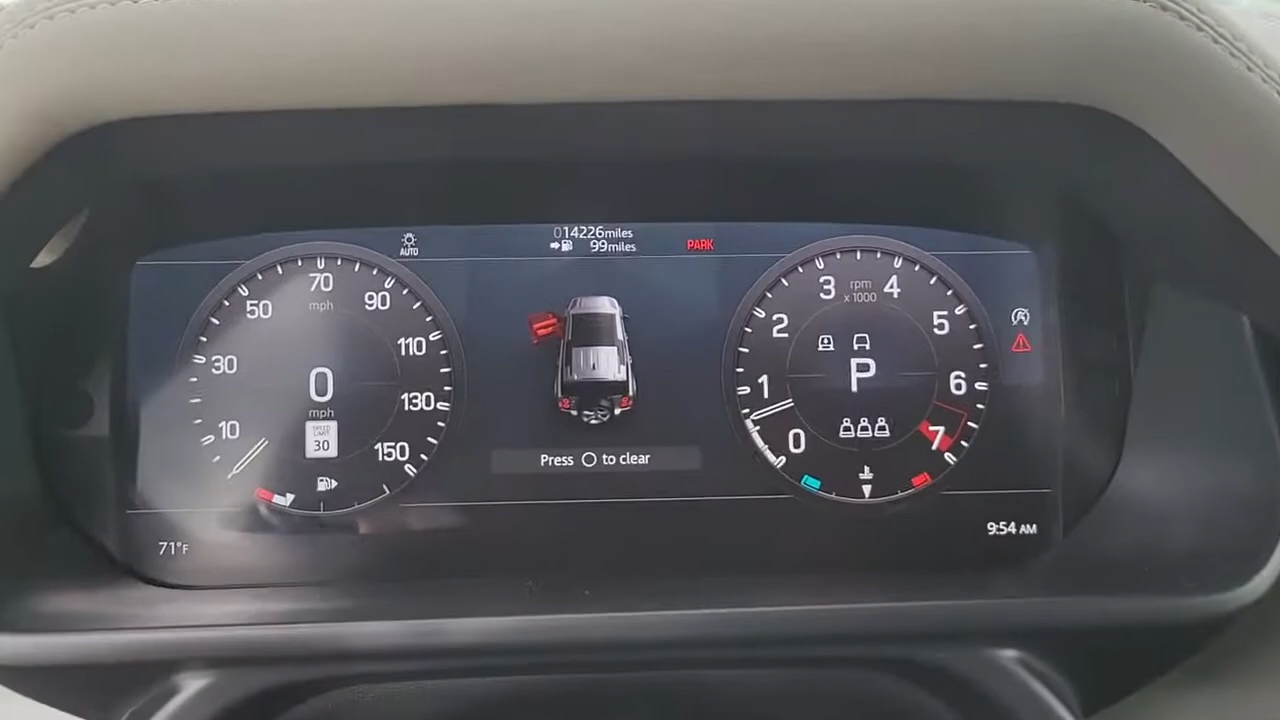 014226miles
99miles
PARK
AUTO
70
mph
50
90
30
110
10
130
150
0
mph
SPEED
LIMIT
30
Press to clear
3
rpm
x1000
4
2
5
1
P
6
0
7
71°F
9:54 AM